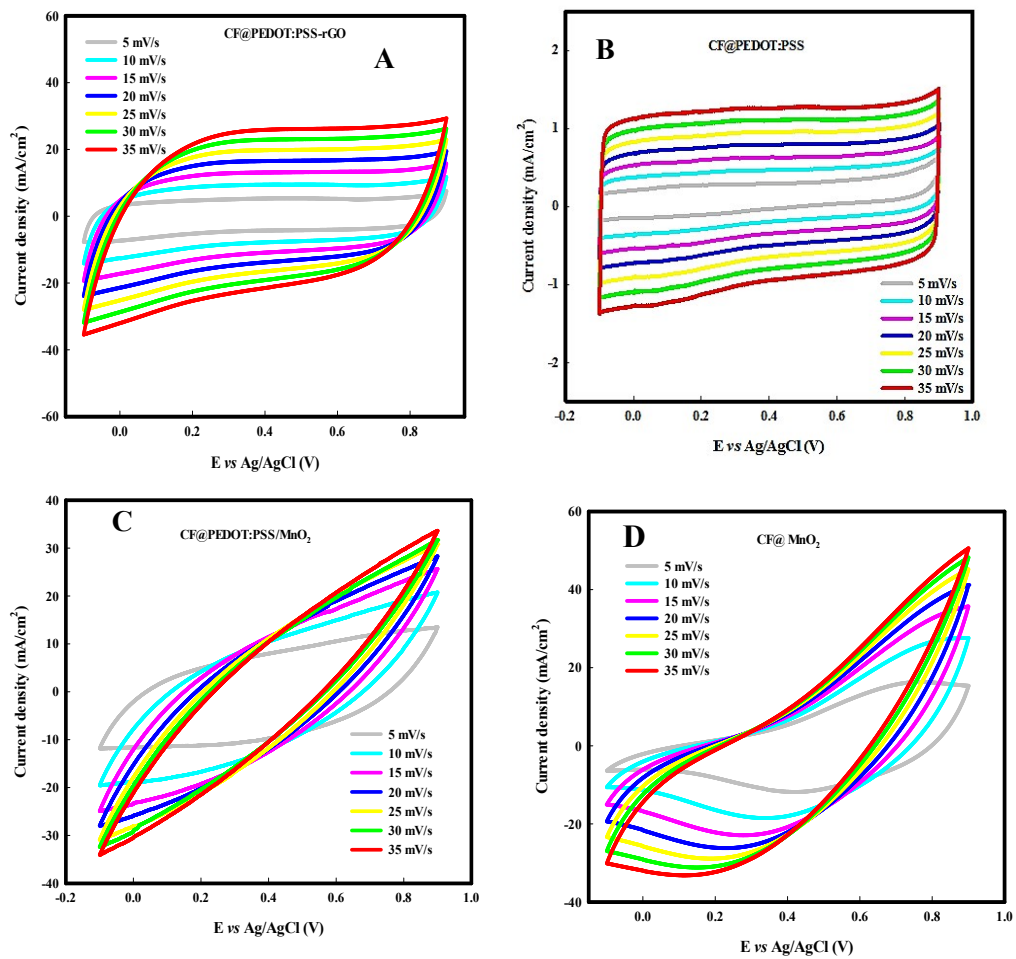 CF@PEDOT:PSS-rGO
A
5 mV/s
10 mV/s
15 mV/s
20 mV/s
25 mV/s
30 mV/s
35 mV/s
60
40
20
0
-20
-40
-60
0.0
0.2
0.4
0.6
0.8
Current density (mA/cm²)
E vs Ag/AgCl (V)
B
CF@PEDOT:PSS
2
1
0
-1
-2
5 mV/s
10 mV/s
15 mV/s
20 mV/s
25 mV/s
30 mV/s
35 mV/s
-0.2
0.0
0.2
0.4
0.6
0.8
1.0
Current density (mA/cm²)
E vs Ag/AgCl (V)
C
CF@PEDOT:PSS/MnO₂
40
30
20
10
0
-10
-20
-30
-40
5 mV/s
10 mV/s
15 mV/s
20 mV/s
25 mV/s
30 mV/s
35 mV/s
-0.2
0.0
0.2
0.4
0.6
0.8
1.0
Current density (mA/cm²)
E vs Ag/AgCl (V)
D
CF@ MnO₂
5 mV/s
10 mV/s
15 mV/s
20 mV/s
25 mV/s
30 mV/s
35 mV/s
60
40
20
0
-20
-40
0.0
0.2
0.4
0.6
0.8
1.0
Current density (mA/cm²)
E vs Ag/AgCl (V)